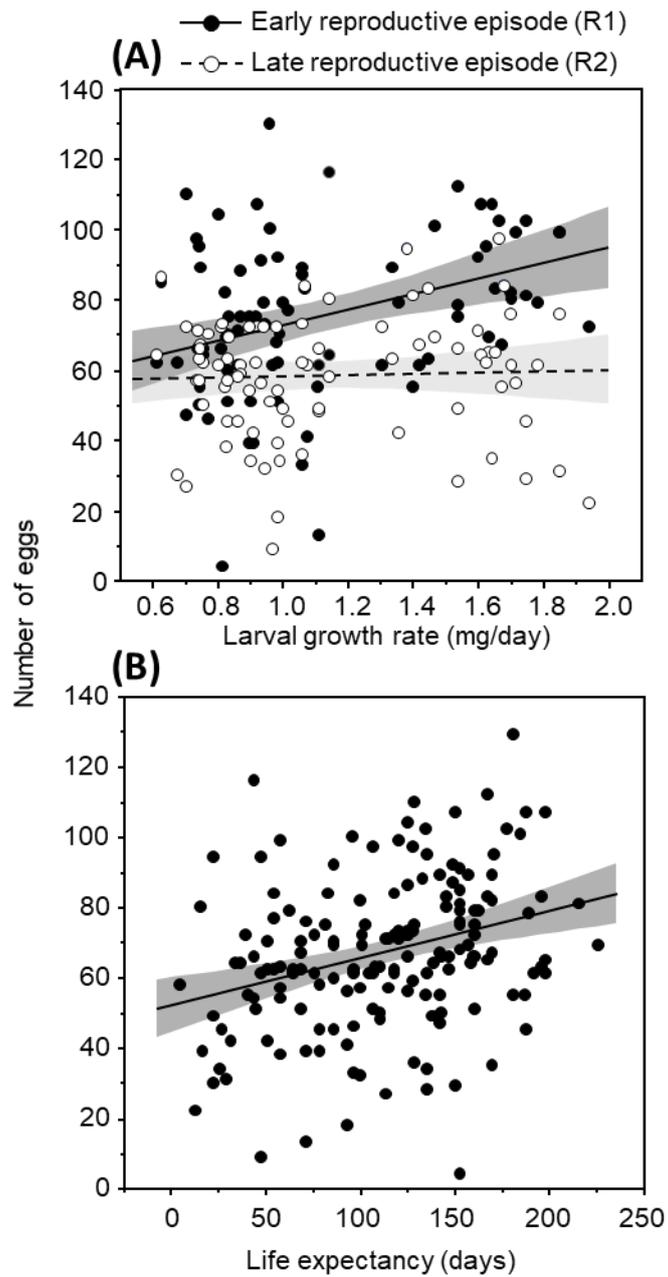 Early reproductive episode (R1)
(A)
Late reproductive episode (R2)
140
120
100
80
60
40
20
0
0.6 0.8 1.0 1.2 1.4 1.6 1.8 2.0
Larval growth rate (mg/day)
Number of eggs
(B)
140
120
100
80
60
40
20
0
0 50 100 150 200 250
Life expectancy (days)